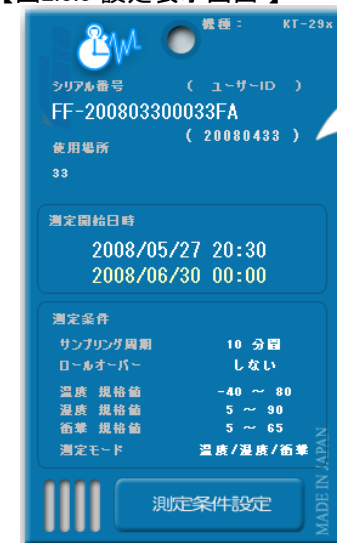 機種： KT-29x
シリアル番号 ( ユーザーID )
FF-200803300033FA
( 20080433 )
使用場所
33
測定開始日時
2008/05/27 20:30
2008/06/30 00:00
測定条件
サンプリング周期 10 分間
ロールオーバー しない
温度 規格値 -40 ～ 80
湿度 規格値 5 ～ 90
衝撃 規格値 5 ～ 65
測定モード 温度/湿度/衝撃
測定条件設定
MADE IN JAPAN